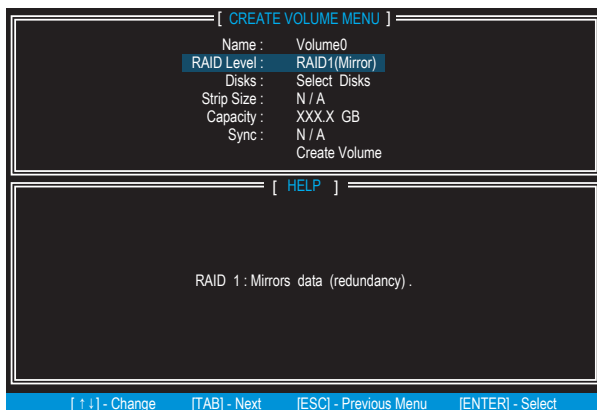 [ CREATE VOLUME MENU ]
Name : Volume0
RAID Level : RAID1(Mirror)
Disks : Select Disks
Strip Size : N / A
Capacity : XXX.X GB
Sync : N / A
Create Volume
[ HELP ]
RAID 1 : Mirrors data (redundancy) .
[ ↑↓] - Change [TAB] - Next [ESC] - Previous Menu [ENTER] - Select